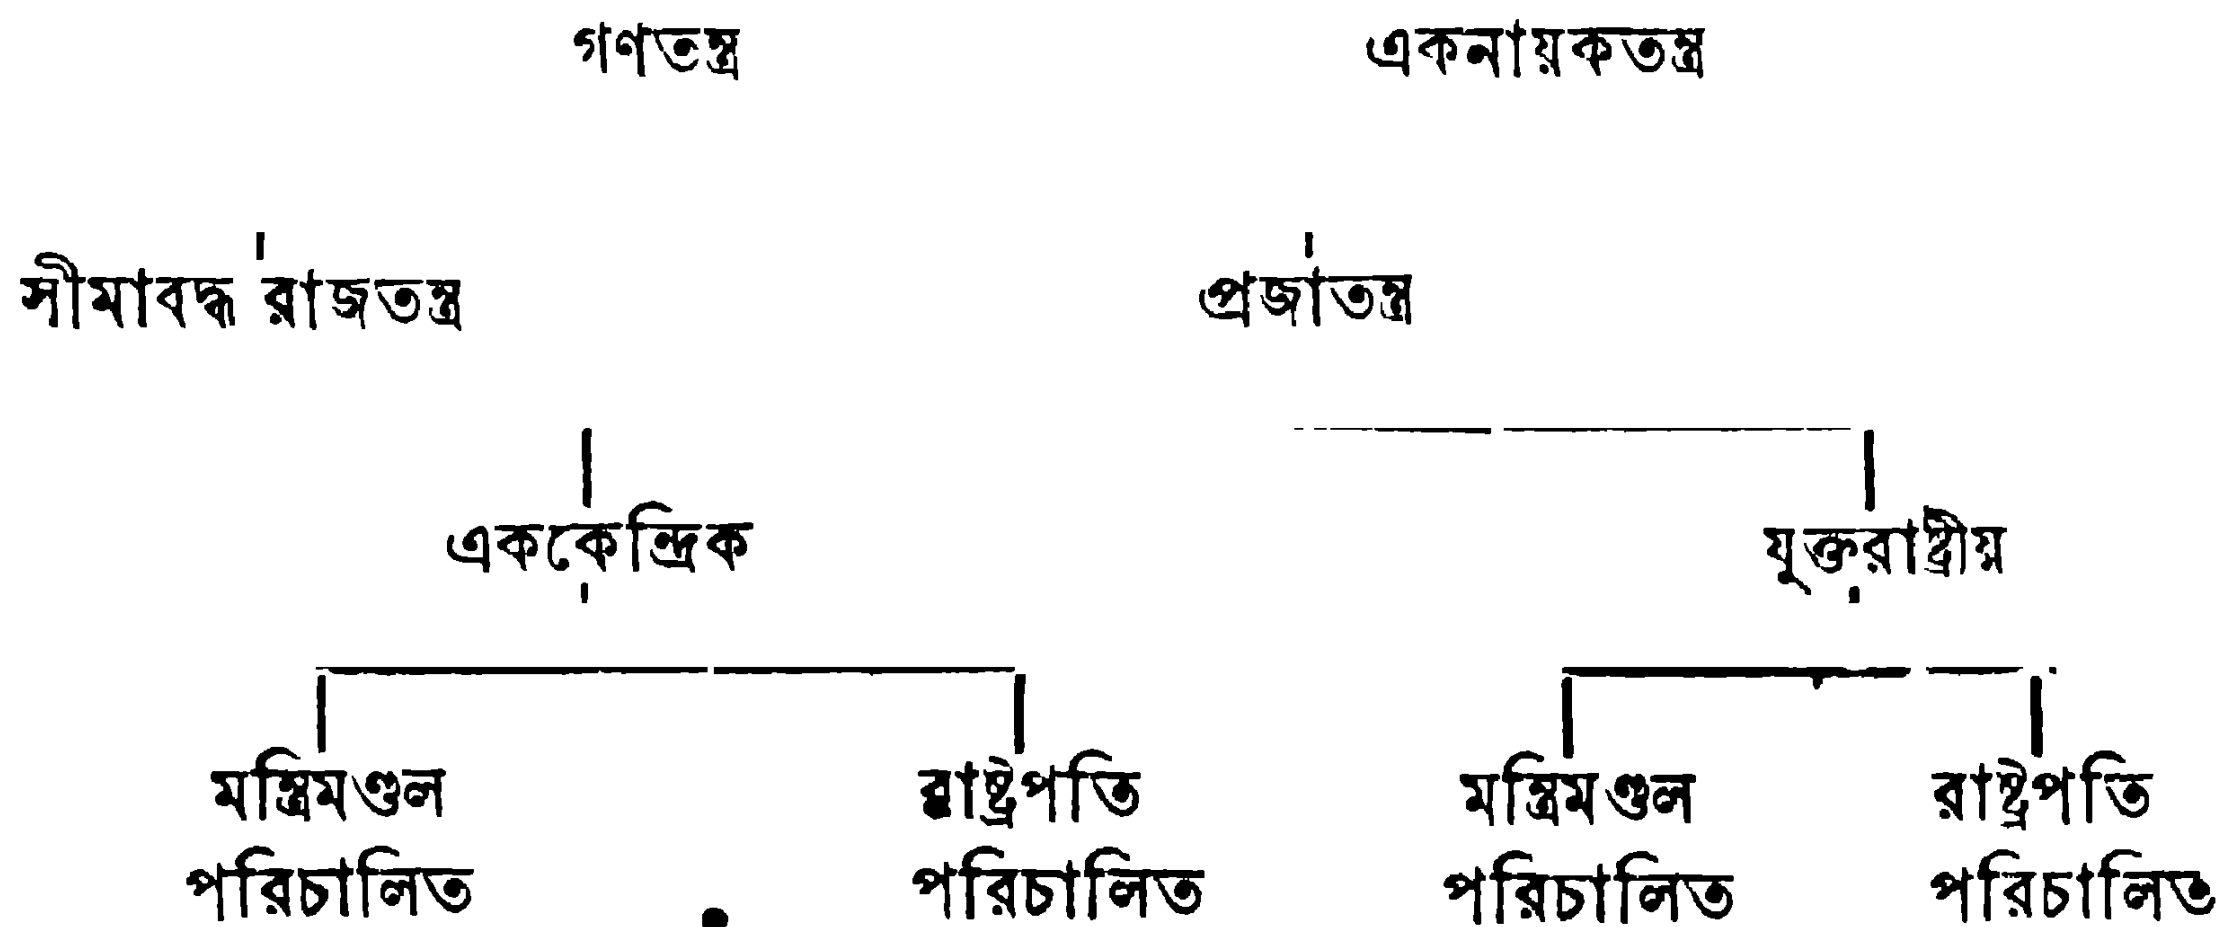 গণতন্ত্র একনায়কতন্ত্র
সীমাবদ্ধ রাজতন্ত্র প্রজাতন্ত্র
এককেন্দ্রিক যুক্তরাষ্ট্রীয়
মন্ত্রিমণ্ডল রাষ্ট্রপতি মন্ত্রিমণ্ডল রাষ্ট্রপতি
পরিচালিত পরিচালিত পরিচালিত পরিচালিত